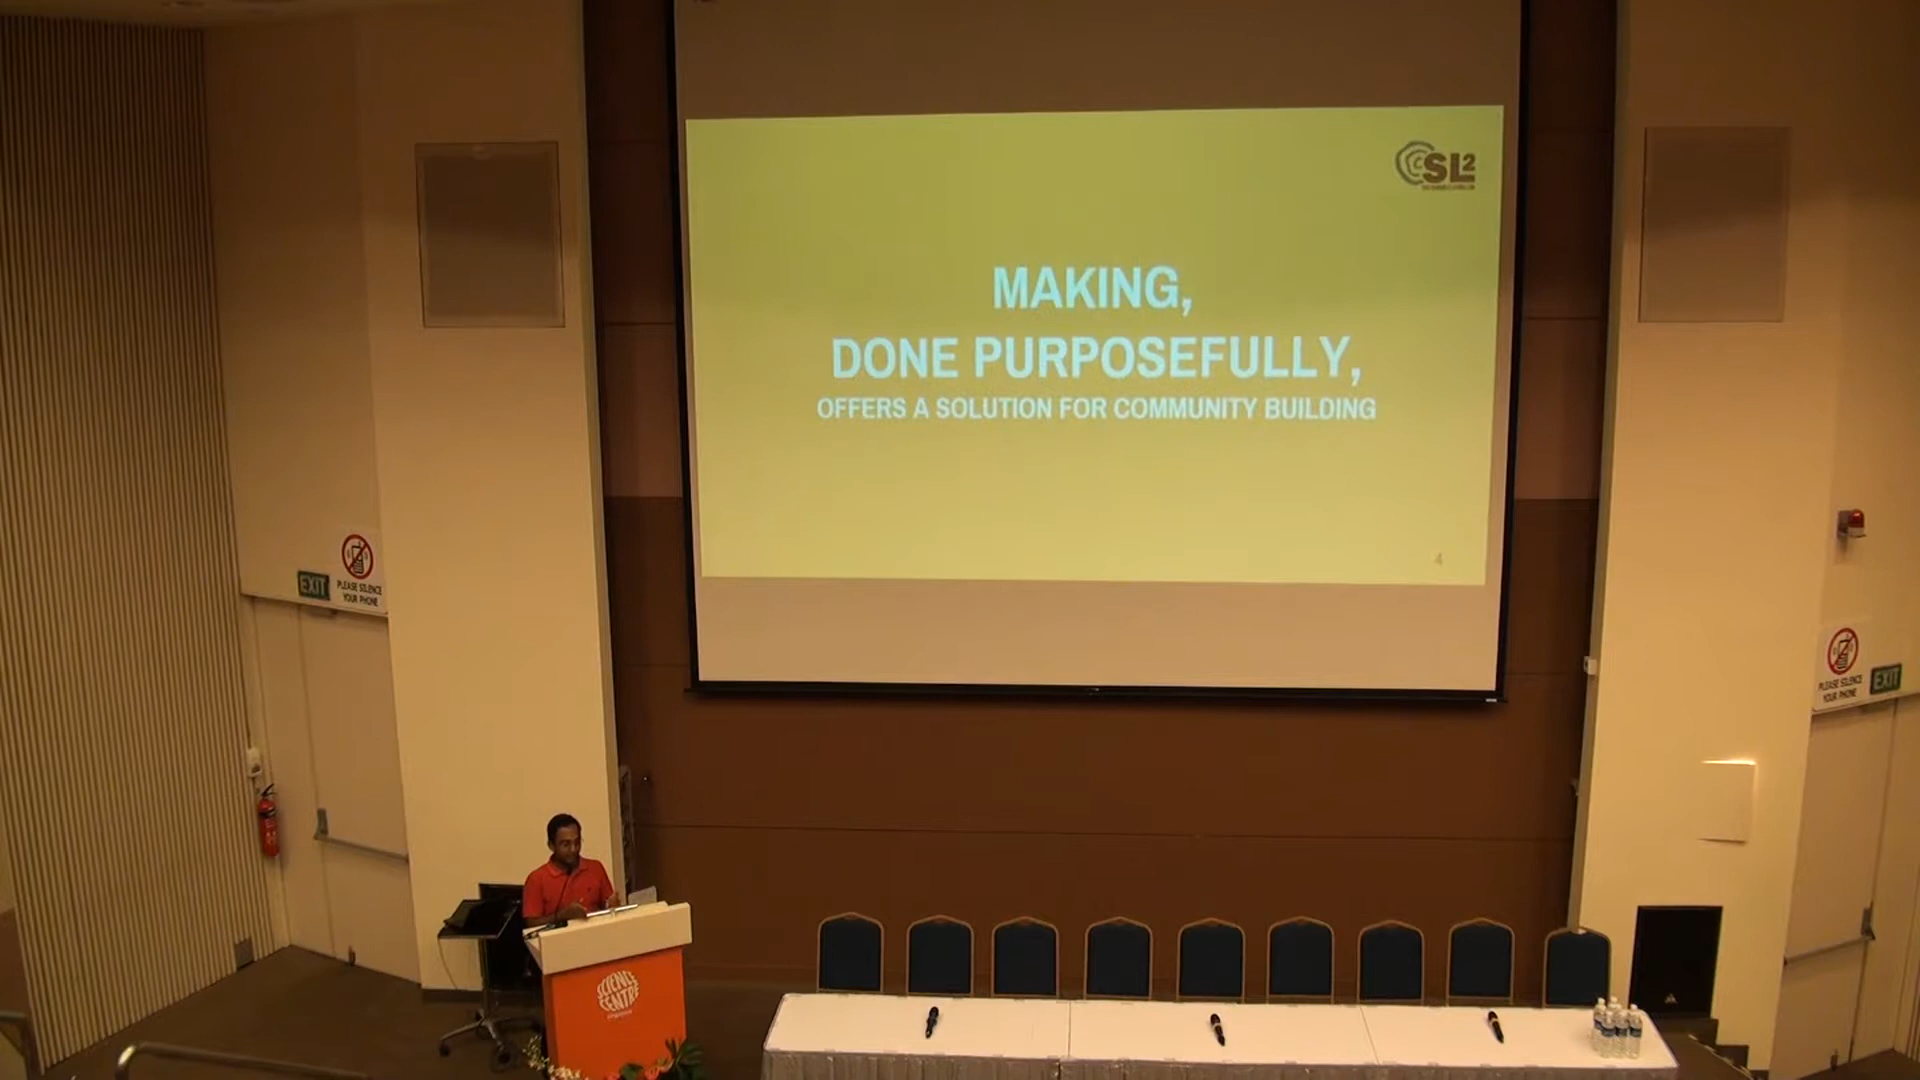 CSL2
MAKING,
DONE PURPOSEFULLY,
OFFERS A SOLUTION FOR COMMUNITY BUILDING
4
EXIT
PLEASE SILENCE
YOUR PHONE
PLEASE SILENCE
YOUR PHONE
EXIT
SCIENCE
CENTRE